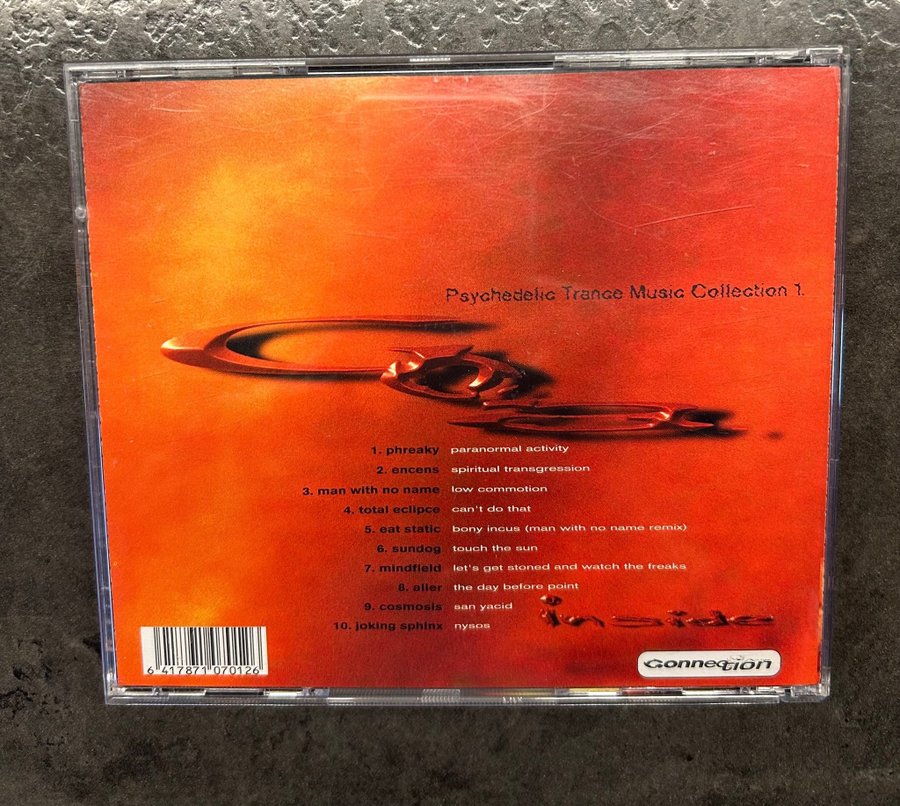 Psychedelic Trance Music Collection 1.
1. phreaky paranormal activity
2. encens spiritual transgression
3. man with no name low commotion
4. total eclipce can't do that
5. eat static bony incus (man with no name remix)
6. sundog touch the sun
7. mindfield let's get stoned and watch the freaks
8. alier the day before point
9. cosmosis san yacid
10. joking sphinx nysos
inside
6 417871 070126
connection